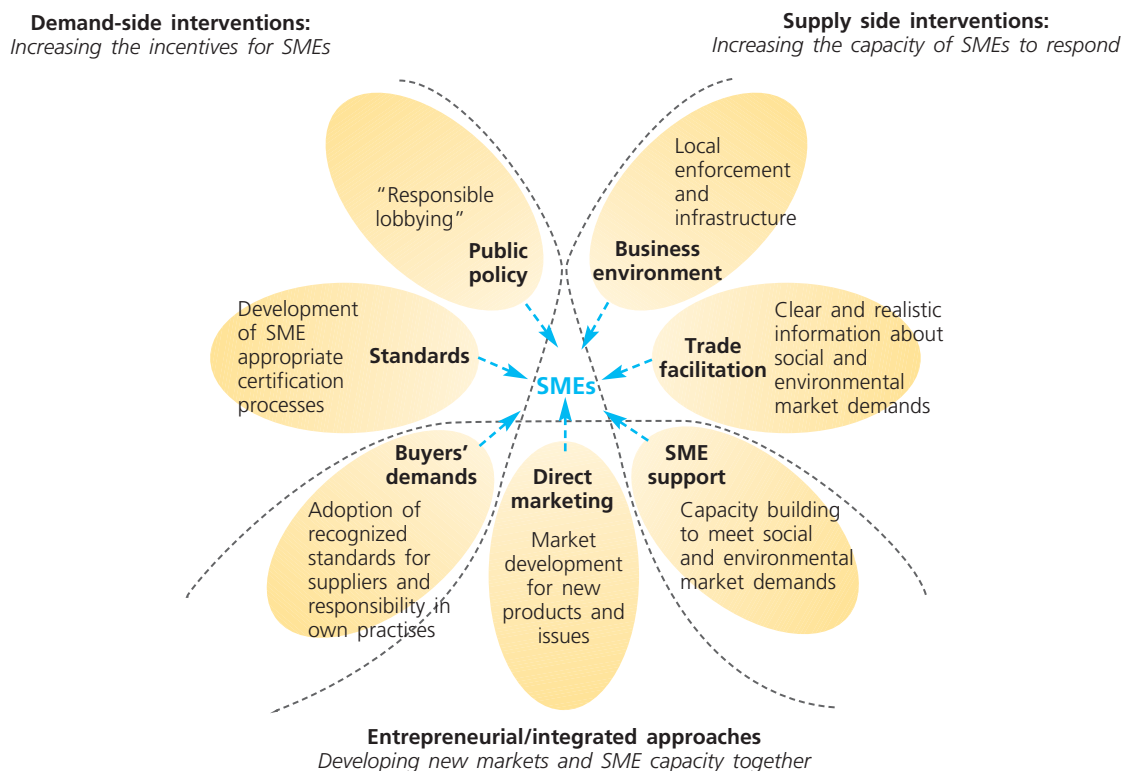 Demand-side interventions:
Increasing the incentives for SMEs
Supply side interventions:
Increasing the capacity of SMEs to respond
“Responsible
lobbying”
Public
policy
Local
enforcement
and
infrastructure
Business
environment
Development
of SME
appropriate
certification
processes
Standards
SMEs
Trade
facilitation
Clear and realistic
information about
social and
environmental
market demands
Buyers’
demands
Adoption of
recognized
standards for
suppliers and
responsibility in
own practises
Direct
marketing
Market
development
for new
products and
issues
SME
support
Capacity building
to meet social
and environmental
market demands
Entrepreneurial/integrated approaches
Developing new markets and SME capacity together